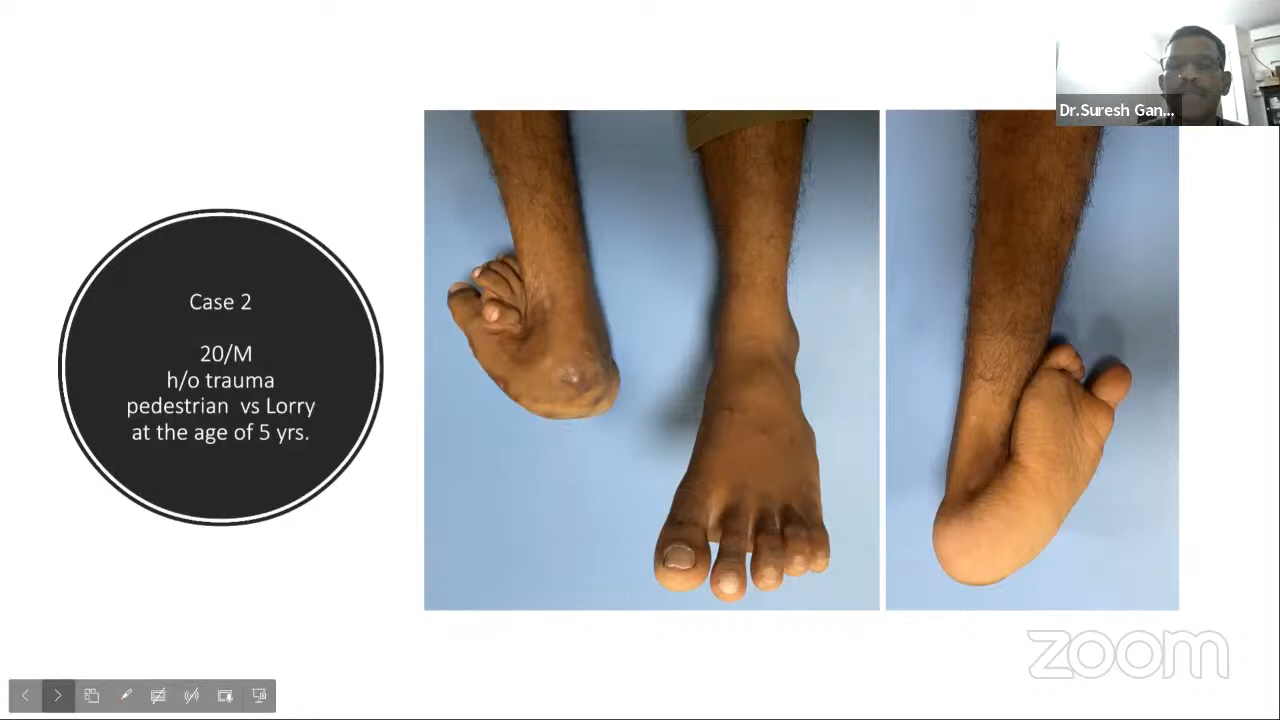 Dr.Suresh Gan...
Case 2
20/M
h/o trauma
pedestrian vs Lorry
at the age of 5 yrs.
zoom